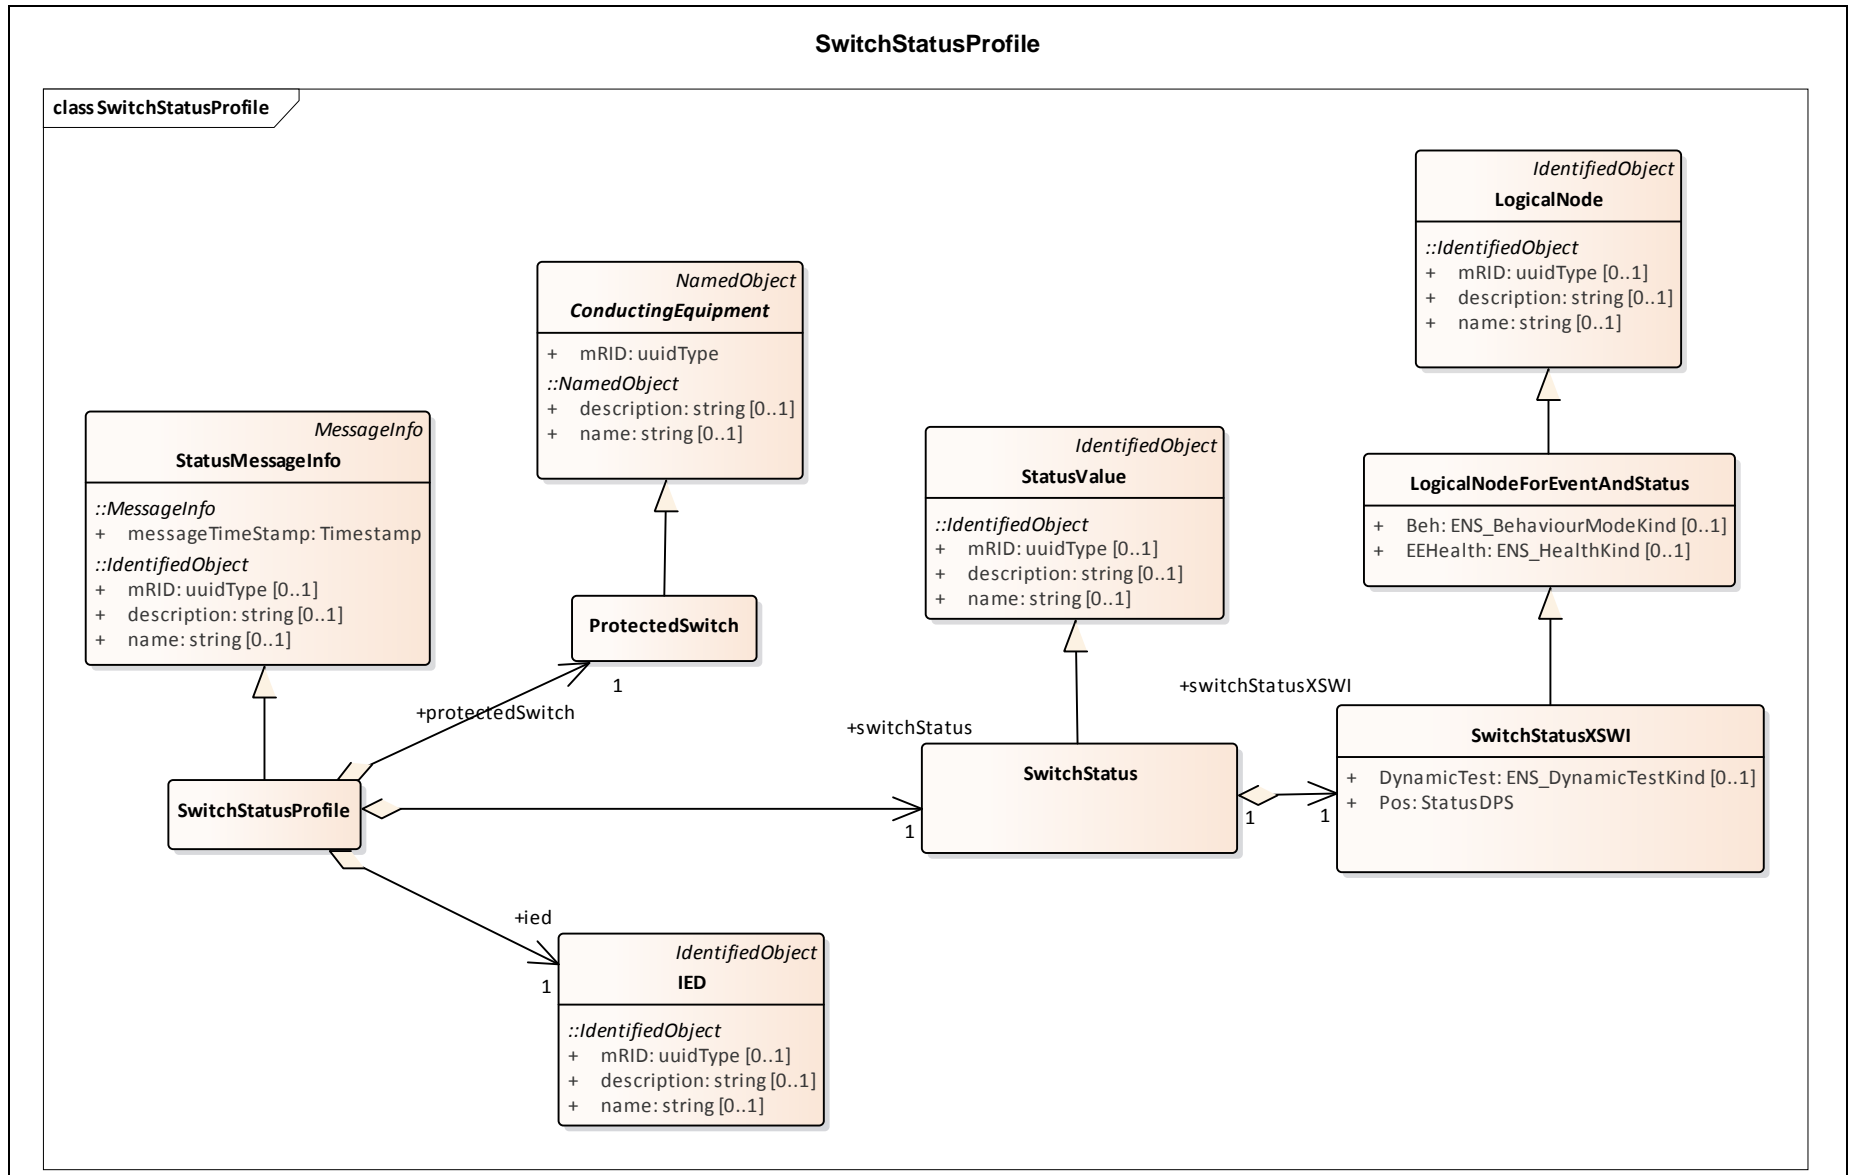 SwitchStatusProfile
class SwitchStatusProfile
IdentifiedObject
LogicalNode
::IdentifiedObject
+ mRID: uuidType [0..1]
+ description: string [0..1]
+ name: string [0..1]
NamedObject
ConductingEquipment
+ mRID: uuidType
::NamedObject
+ description: string [0..1]
+ name: string [0..1]
MessageInfo
StatusMessageInfo
::MessageInfo
+ messageTimeStamp: Timestamp
::IdentifiedObject
+ mRID: uuidType [0..1]
+ description: string [0..1]
+ name: string [0..1]
IdentifiedObject
StatusValue
::IdentifiedObject
+ mRID: uuidType [0..1]
+ description: string [0..1]
+ name: string [0..1]
LogicalNodeForEventAndStatus
+ Beh: ENS_BehaviourModeKind [0..1]
+ EEHealth: ENS_HealthKind [0..1]
ProtectedSwitch
1
+protectedSwitch
+switchStatus
+switchStatusXSWI
SwitchStatusProfile
SwitchStatus
1
1
1
SwitchStatusXSWI
+ DynamicTest: ENS_DynamicTestKind [0..1]
+ Pos: StatusDPS
+ied
1
IdentifiedObject
IED
::IdentifiedObject
+ mRID: uuidType [0..1]
+ description: string [0..1]
+ name: string [0..1]